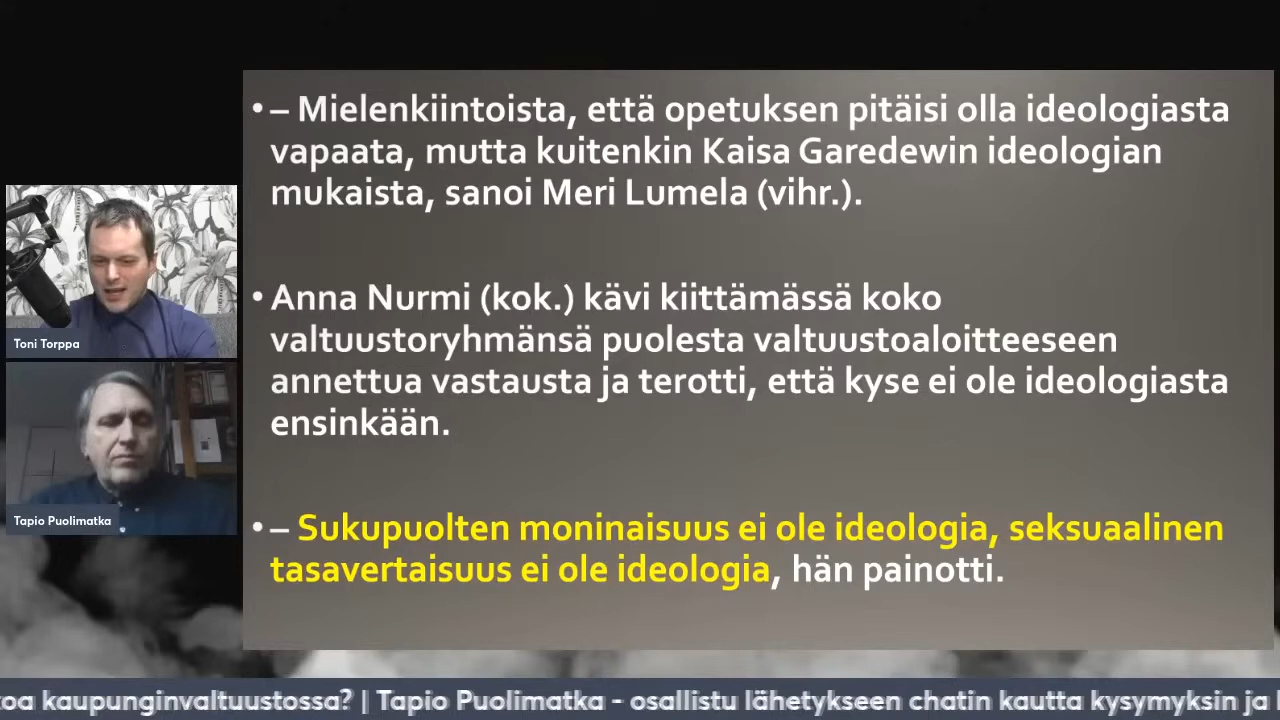 • – Mielenkiintoista, että opetuksen pitäisi olla ideologiasta
vapaata, mutta kuitenkin Kaisa Garedewin ideologian
mukaista, sanoi Meri Lumela (vihr.).
• Anna Nurmi (kok.) kävi kiittämässä koko
valtuustoryhmänsä puolesta valtuustoaloitteeseen
annettua vastausta ja terotti, että kyse ei ole ideologiasta
ensinkään.
• – Sukupuolten moninaisuus ei ole ideologia, seksuaalinen
tasavertaisuus ei ole ideologia, hän painotti.
Toni Torppa
Tapio Puolimatka
kaupunginvaltuustossa? | Tapio Puolimatka - osallistu lähetykseen chatin kautta kysymyksin ja